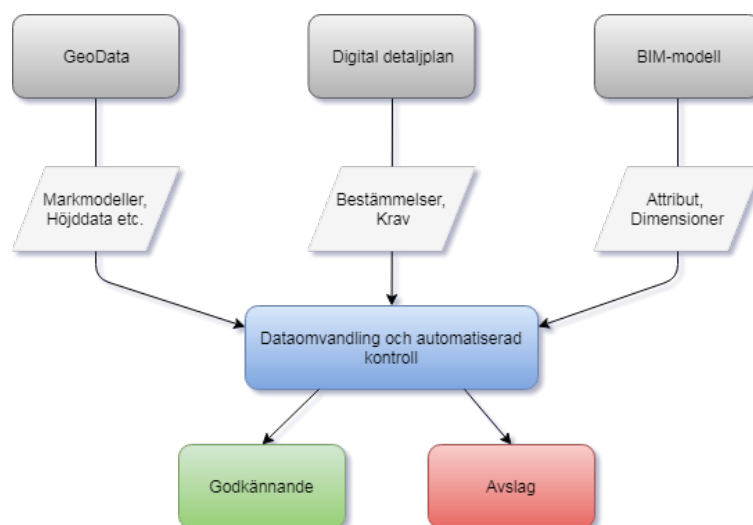 GeoData
Digital detaljplan
BIM-modell
Markmodeller,
Höjddata etc.
Bestämmelser,
Krav
Attribut,
Dimensioner
Dataomvandling och automatiserad
kontroll
Godkännande
Avslag